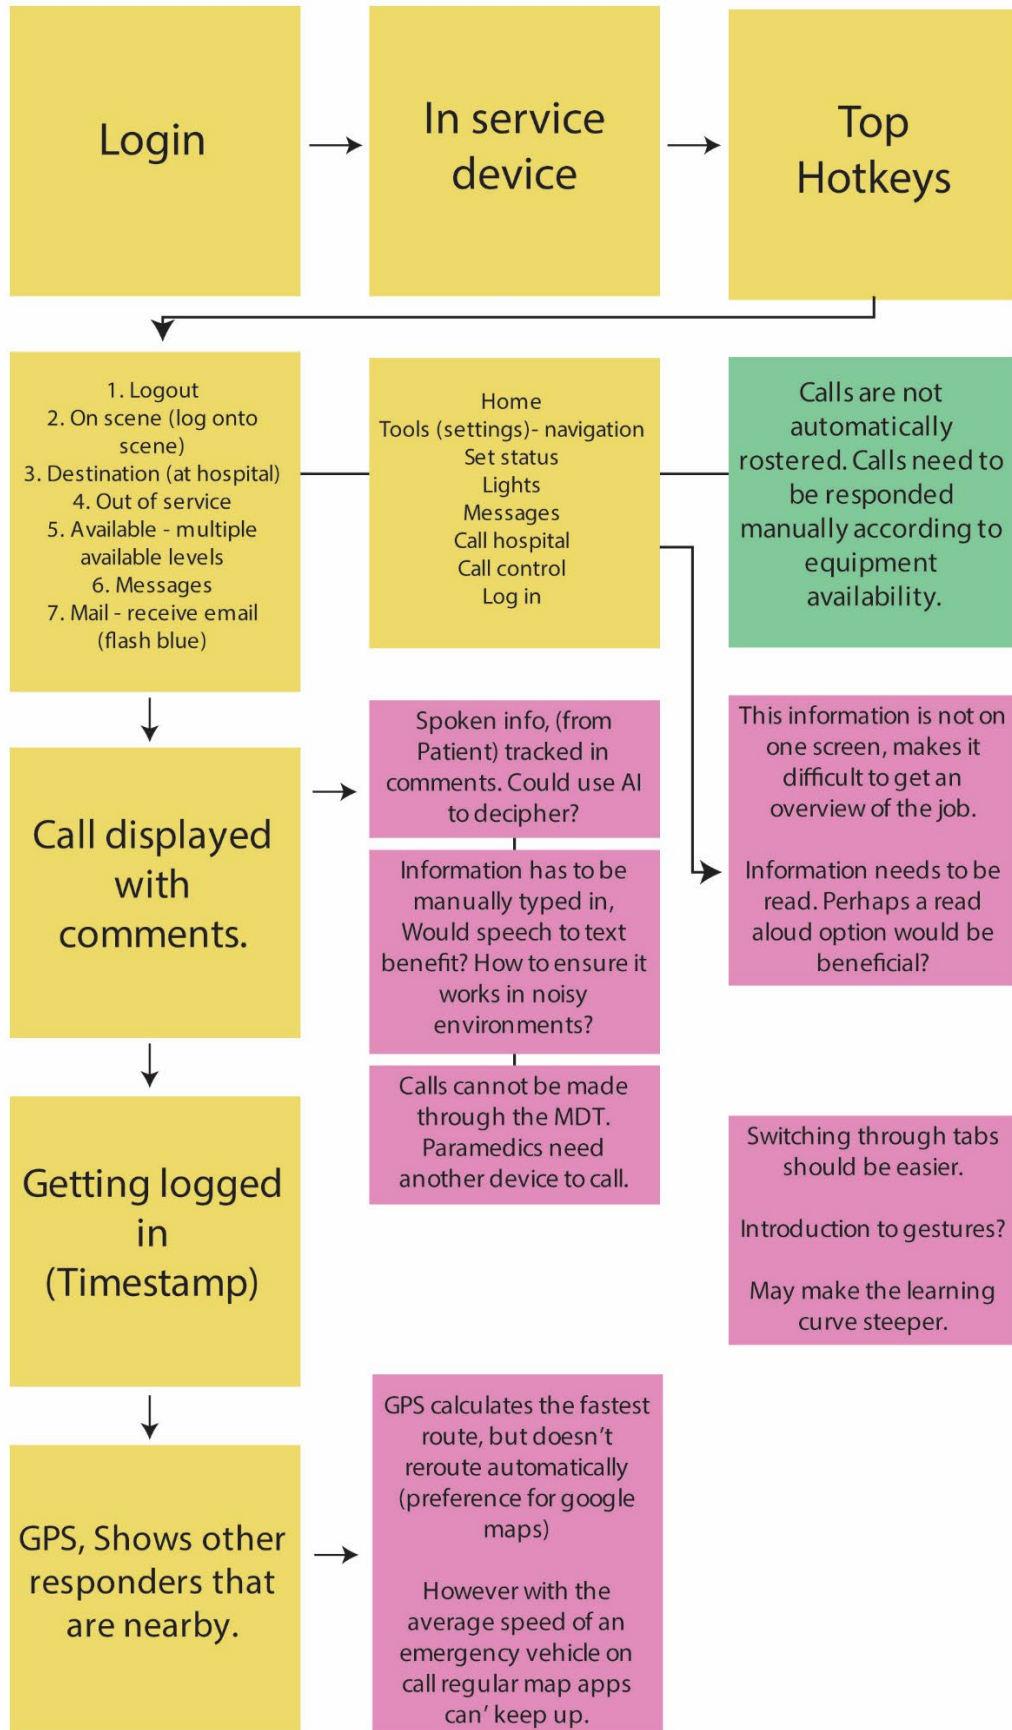 Login
In service
device
Top
Hotkeys
1. Logout
2. On scene (log onto
scene)
3. Destination (at hospital)
4. Out of service
5. Available - multiple
available levels
6. Messages
7. Mail - receive email
(flash blue)
Home
Tools (settings)- navigation
Set status
Lights
Messages
Call hospital
Call control
Log in
Calls are not
automatically
rostered. Calls need to
be responded
manually according to
equipment
availability.
Call displayed
with
comments.
Spoken info, (from
Patient) tracked in
comments. Could use AI
to decipher?
Information has to be
manually typed in,
Would speech to text
benefit? How to ensure it
works in noisy
environments?
Calls cannot be made
through the MDT.
Paramedics need
another device to call.
This information is not on
one screen, makes it
difficult to get an
overview of the job.
Information needs to be
read. Perhaps a read
aloud option would be
beneficial?
Getting logged
in
(Timestamp)
Switching through tabs
should be easier.
Introduction to gestures?
May make the learning
curve steeper.
GPS, Shows other
responders that
are nearby.
GPS calculates the fastest
route, but doesn't
reroute automatically
(preference for google
maps)
However with the
average speed of an
emergency vehicle on
call regular map apps
can' keep up.